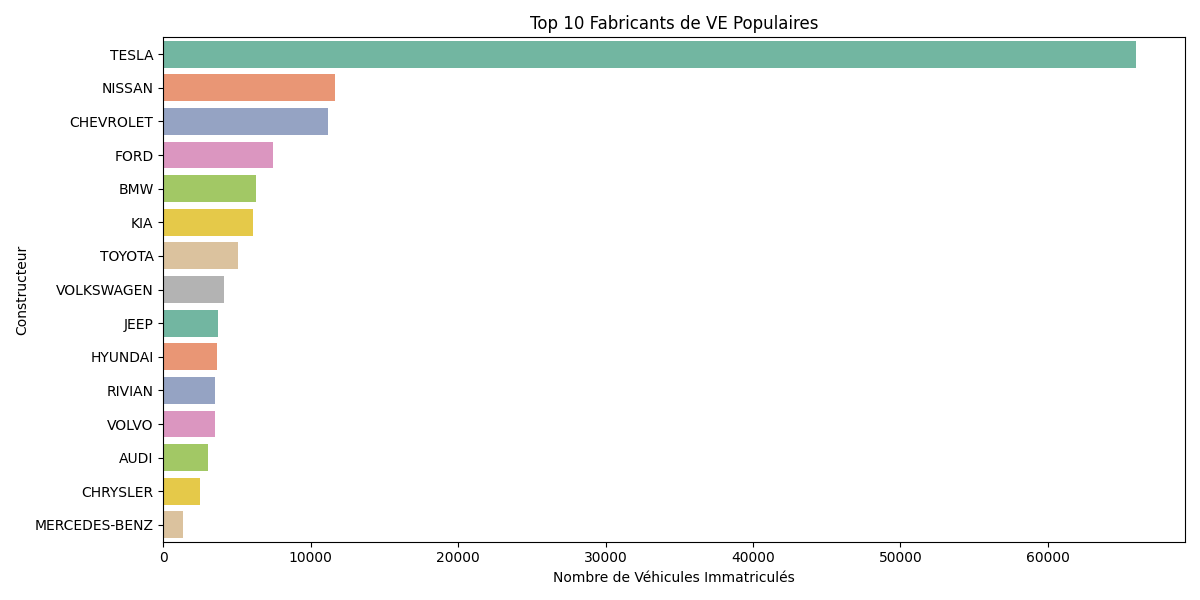 Top 10 Fabricants de VE Populaires
Constructeur
TESLA
NISSAN
CHEVROLET
FORD
BMW
KIA
TOYOTA
VOLKSWAGEN
JEEP
HYUNDAI
RIVIAN
VOLVO
AUDI
CHRYSLER
MERCEDES-BENZ
0 10000 20000 30000 40000 50000 60000
Nombre de Véhicules Immatriculés